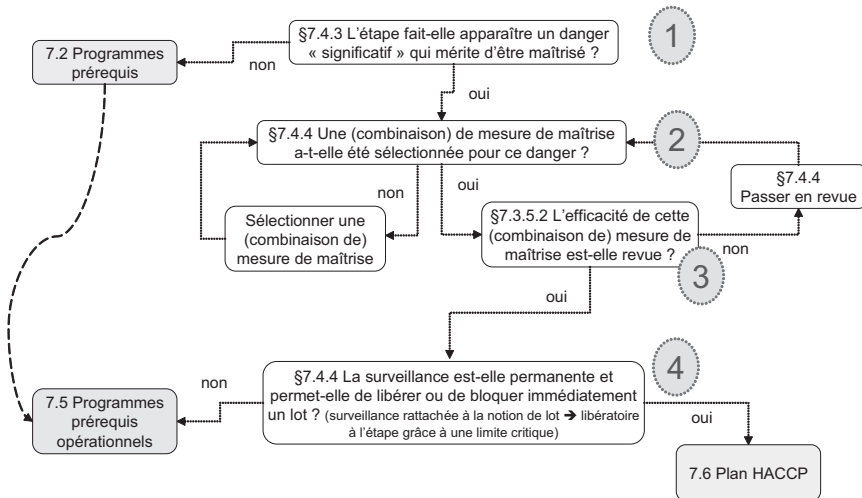 §7.4.3 L’étape fait-elle apparaître un danger
« significatif » qui mérite d’être maîtrisé ?
1
7.2 Programmes
prérequis
non
oui
§7.4.4 Une (combinaison) de mesure de maîtrise
a-t-elle été sélectionnée pour ce danger ?
2
§7.4.4
Passer en revue
non
oui
Sélectionner une
(combinaison de)
mesure de maîtrise
§7.3.5.2 L’efficacité de cette
(combinaison de) mesure de
maîtrise est-elle revue ?
non
3
oui
§7.4.4 La surveillance est-elle permanente et
permet-elle de libérer ou de bloquer immédiatement
un lot ? (surveillance rattachée à la notion de lot ➔ libératoire
à l’étape grâce à une limite critique)
4
non
7.5 Programmes
prérequis
opérationnels
oui
7.6 Plan HACCP